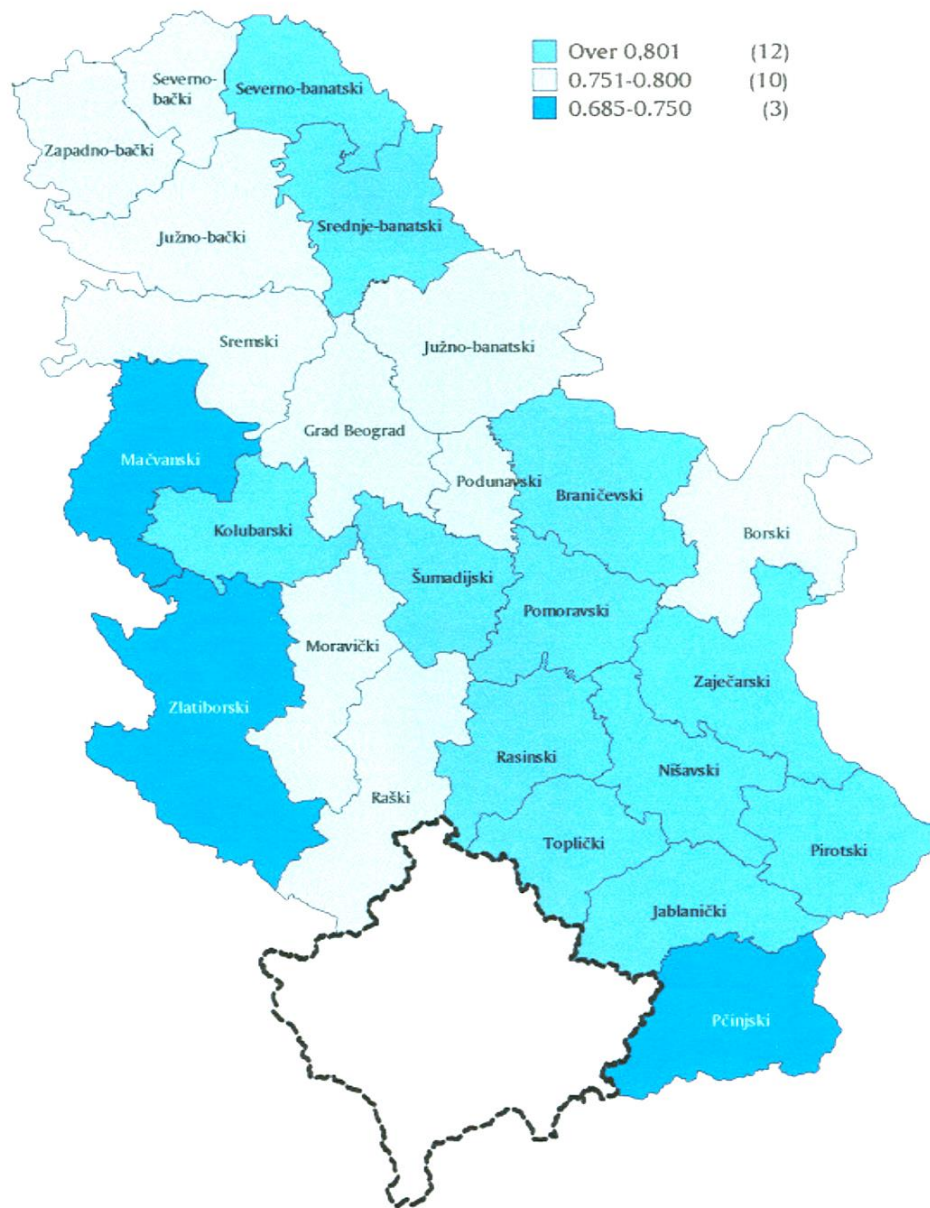 Over 0,801 (12)
0.751-0.800 (10)
0.685-0.750 (3)
Severno-
bački
Severno-banatski
Zapadno-bački
Srednje-banatski
Južno-bački
Sremski
Južno-banatski
Grad Beograd
Mačvanski
Podunavski
Braničevski
Kolubarski
Borski
Šumadijski
Pomoravski
Moravički
Zaječarski
Zlatiborski
Rasinski
Nišavski
Raški
Toplički
Pirotski
Jablanički
Pčinjski